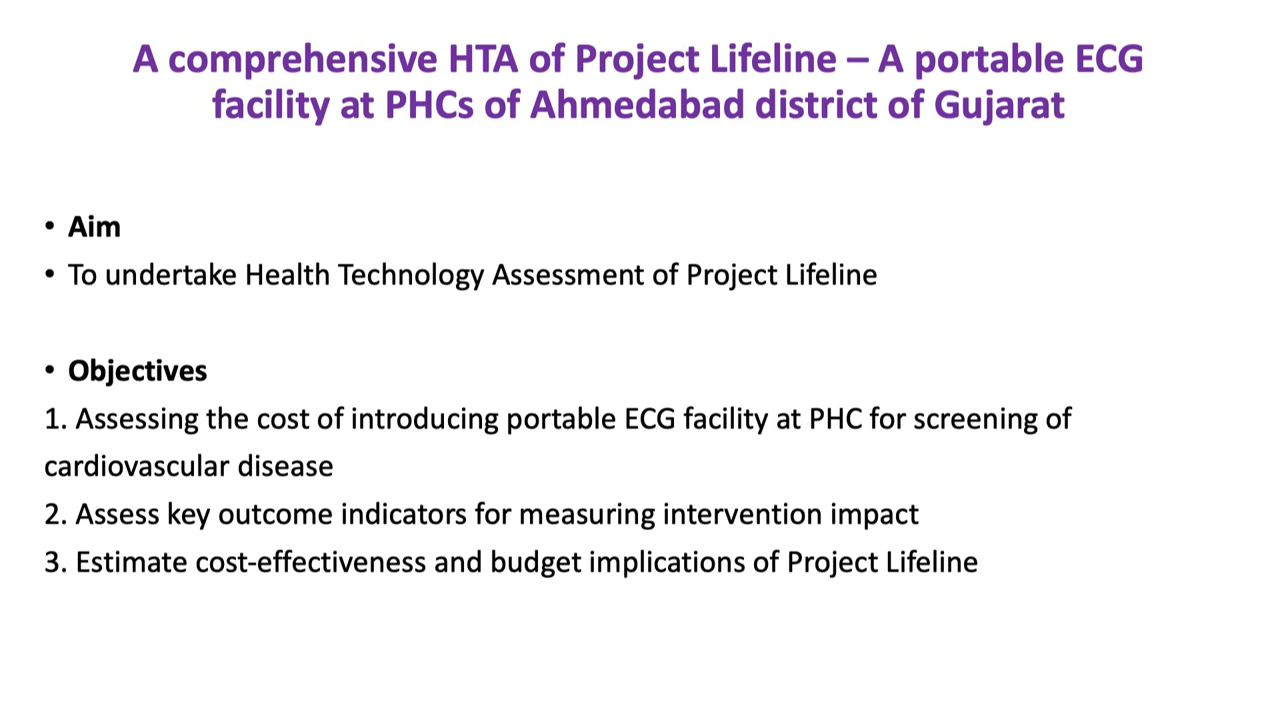 A comprehensive HTA of Project Lifeline – A portable ECG
facility at PHCs of Ahmedabad district of Gujarat
• Aim
• To undertake Health Technology Assessment of Project Lifeline
• Objectives
1. Assessing the cost of introducing portable ECG facility at PHC for screening of
cardiovascular disease
2. Assess key outcome indicators for measuring intervention impact
3. Estimate cost-effectiveness and budget implications of Project Lifeline